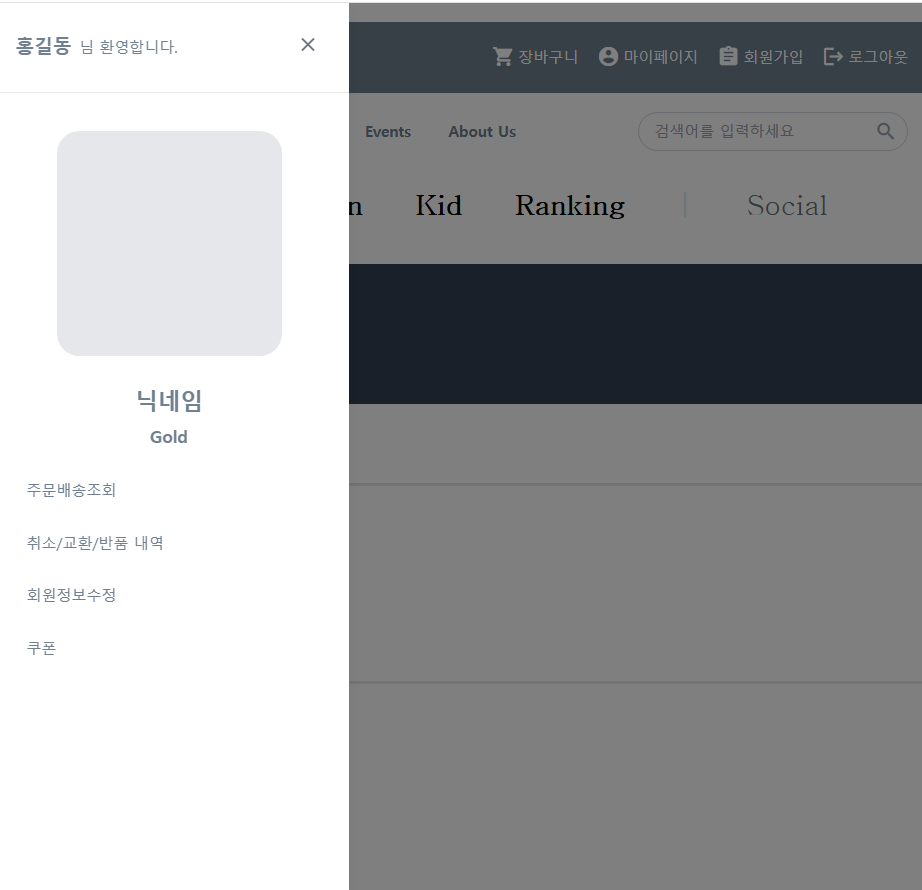 홍길동 님 환영합니다.
장바구니 마이페이지 회원가입 로그아웃
Events About Us 검색어를 입력하세요
n Kid Ranking Social
닉네임
Gold
주문배송조회
취소/교환/반품 내역
회원정보수정
쿠폰